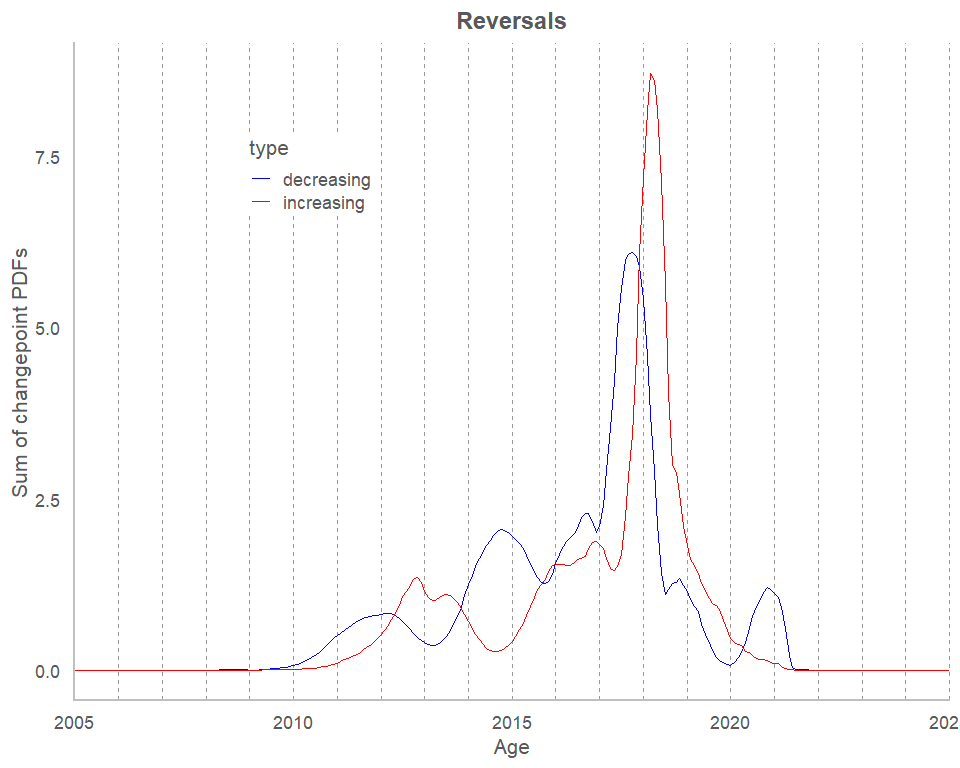 Reversals
Sum of changepoint PDFs
7.5
5.0
2.5
0.0
type
decreasing
increasing
2005
2010
2015
2020
202
Age